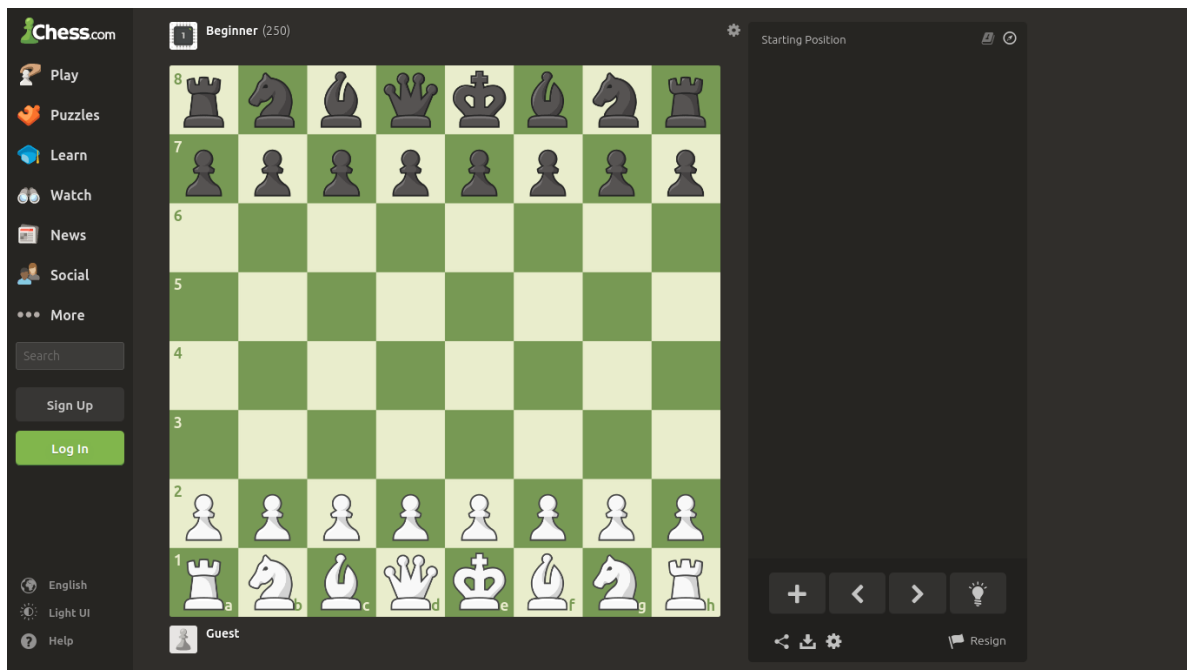 Chess.com
Play
Puzzles
Learn
Watch
News
Social
More
Search
Sign Up
Log In
English
Light UI
Help
1
Beginner (250)
8
7
6
5
4
3
2
1
a b c d e f g h
Guest
Starting Position
Resign